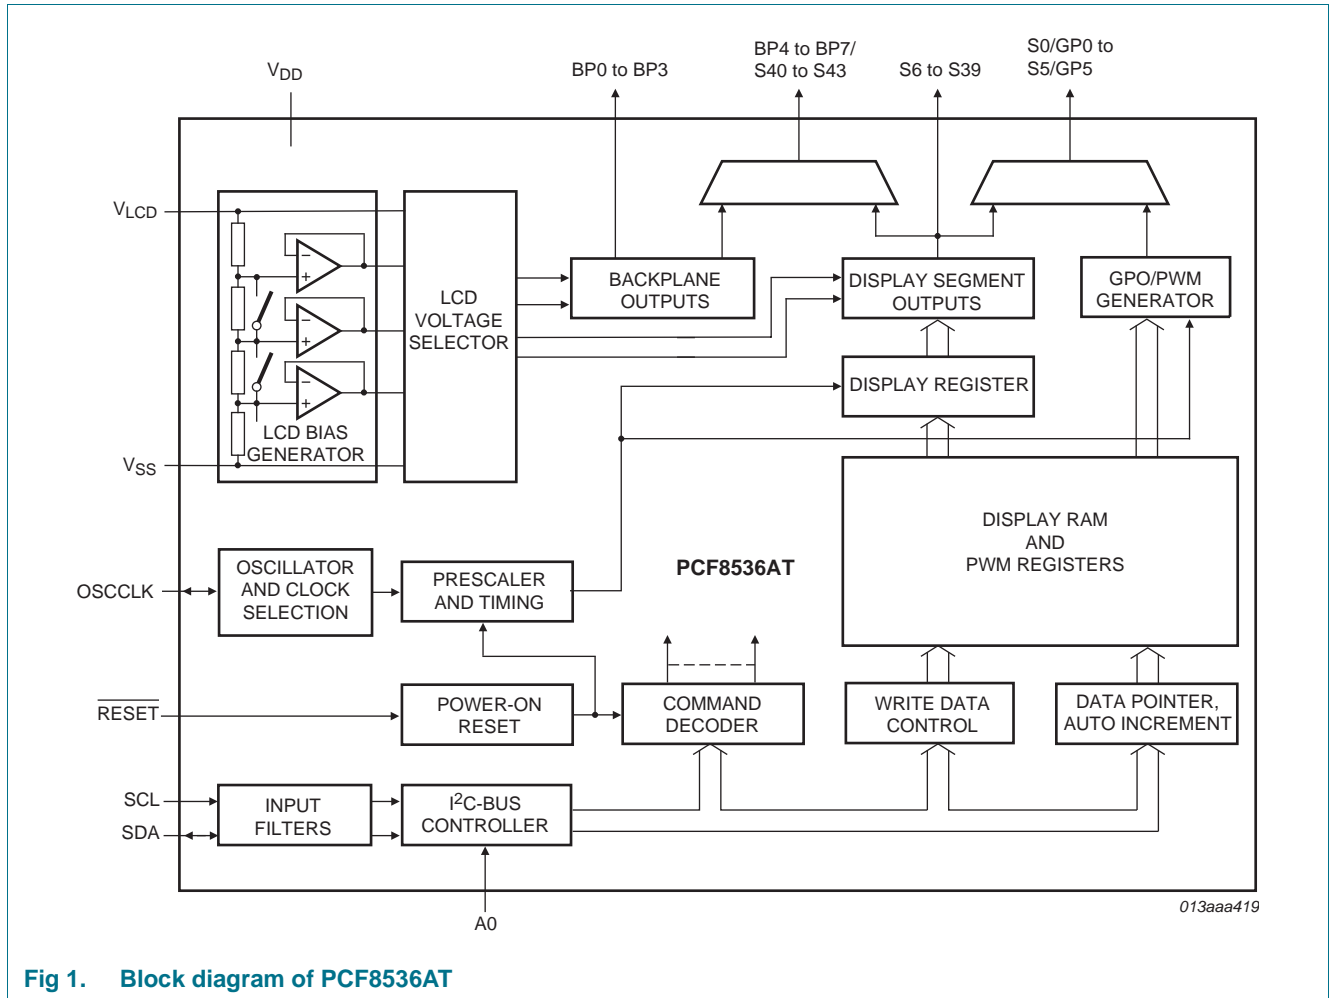 BP4 to BP7/
S40 to S43
S0/GP0 to
S5/GP5
VDD
BP0 to BP3
S6 to S39
VLCD
LCD
VOLTAGE
SELECTOR
BACKPLANE
OUTPUTS
DISPLAY SEGMENT
OUTPUTS
GPO/PWM
GENERATOR
DISPLAY REGISTER
LCD BIAS
GENERATOR
VSS
DISPLAY RAM
AND
PWM REGISTERS
OSCCLK
OSCILLATOR
AND CLOCK
SELECTION
PRESCALER
AND TIMING
PCF8536AT
RESET
POWER-ON
RESET
COMMAND
DECODER
WRITE DATA
CONTROL
DATA POINTER,
AUTO INCREMENT
SCL
SDA
INPUT
FILTERS
I²C-BUS
CONTROLLER
A0
013aaa419
Fig 1. Block diagram of PCF8536AT